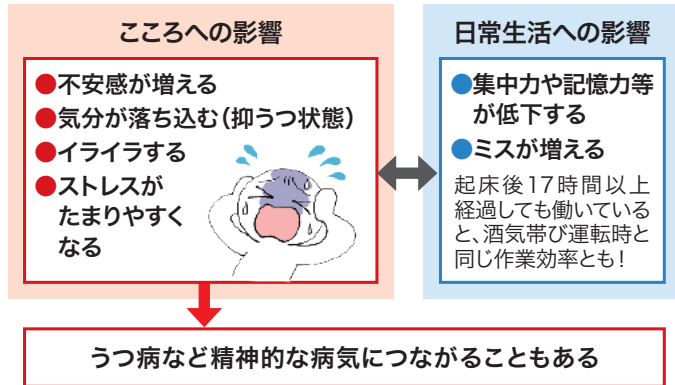 こころへの影響
●不安感が増える
●気分が落ち込む(抑うつ状態)
●イライラする
●ストレスが
たまりやすく
なる
日常生活への影響
●集中力や記憶力等
が低下する
●ミスが増える
起床後17時間以上
経過しても働いている
と、酒気帯び運転時と
同じ作業効率とも!
うつ病など精神的な病気につながることもある